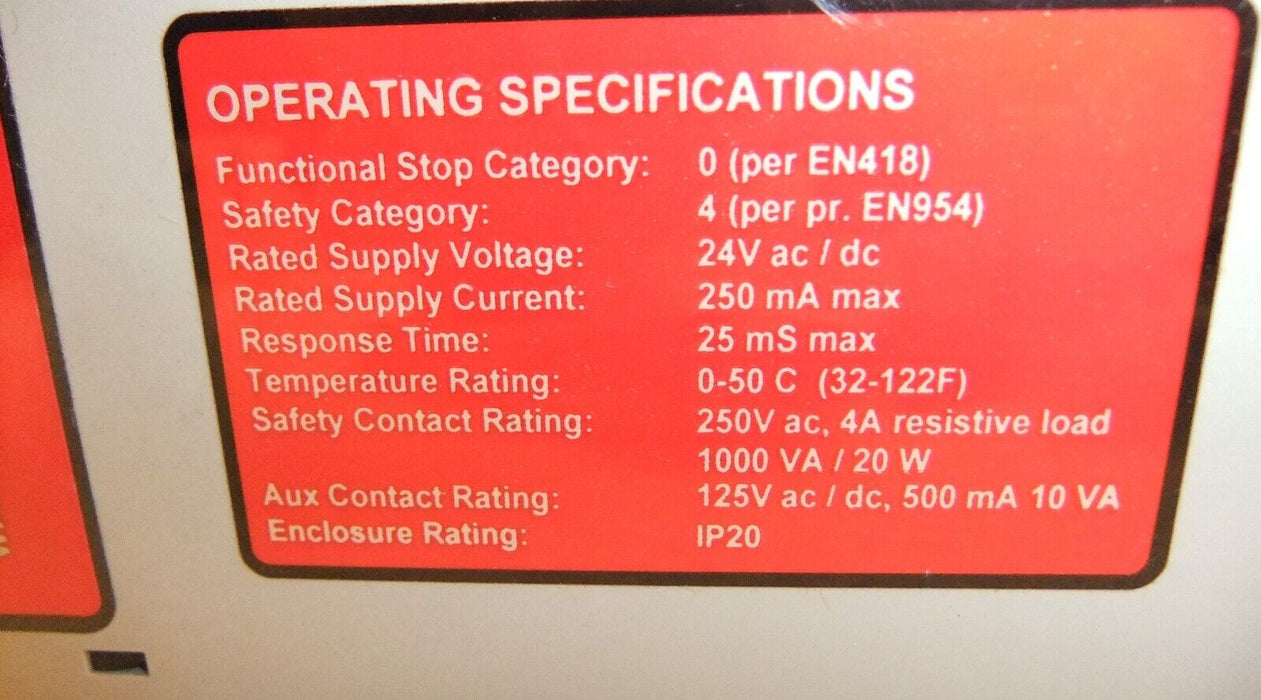 OPERATING SPECIFICATIONS
Functional Stop Category: 0 (per EN418)
Safety Category: 4 (per pr. EN954)
Rated Supply Voltage: 24V ac / dc
Rated Supply Current: 250 mA max
Response Time: 25 mS max
Temperature Rating: 0-50 C (32-122F)
Safety Contact Rating: 250V ac, 4A resistive load
1000 VA / 20 W
Aux Contact Rating: 125V ac / dc, 500 mA 10 VA
Enclosure Rating: IP20